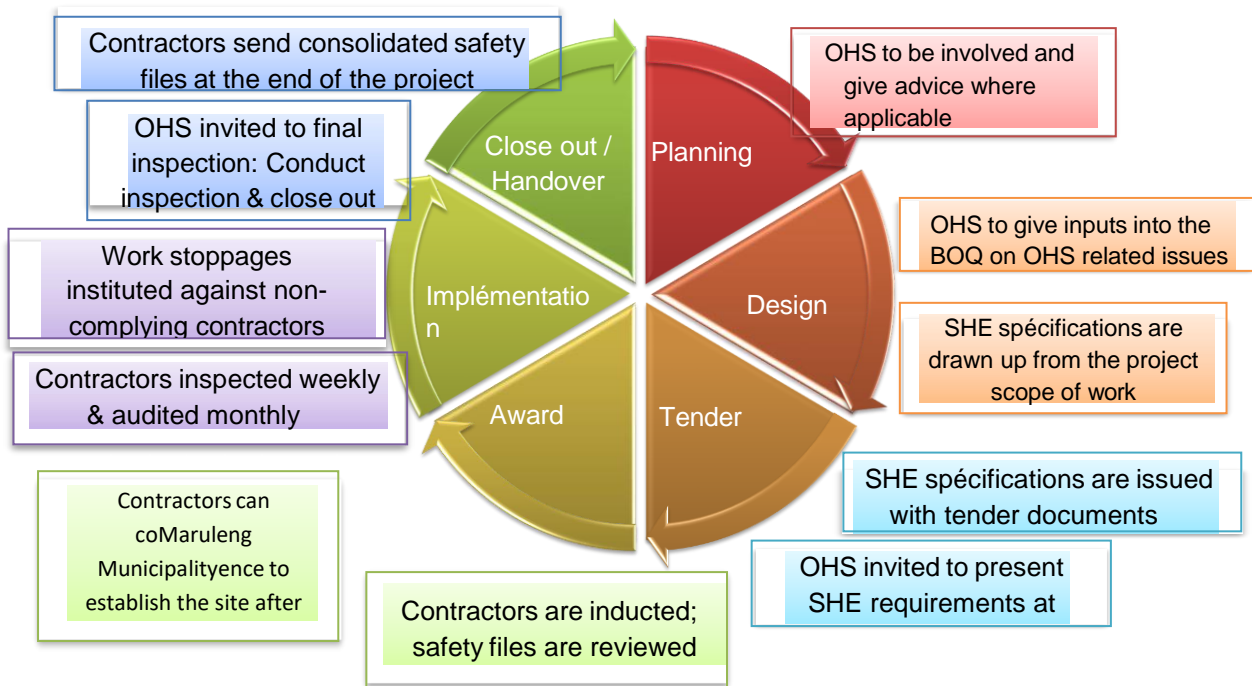 Contractors send consolidated safety
files at the end of the project
OHS invited to final
inspection: Conduct
inspection & close out
Work stoppages
instituted against non-
complying contractors
Contractors inspected weekly
& audited monthly
Contractors can
coMaruleng
Municipalityence to
establish the site after
Contractors are inducted;
safety files are reviewed
Close out /
Handover
Planning
Implémentatio
n
Design
Award
Tender
OHS to be involved and
give advice where
applicable
OHS to give inputs into the
BOQ on OHS related issues
SHE spécifications are
drawn up from the project
scope of work
SHE spécifications are issued
with tender documents
OHS invited to present
SHE requirements at